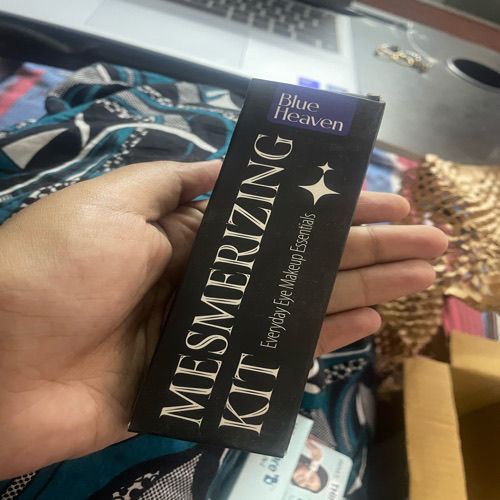 Blue
Heaven
MESMERIZING
KIT
Everyday Eye Makeup Essentials